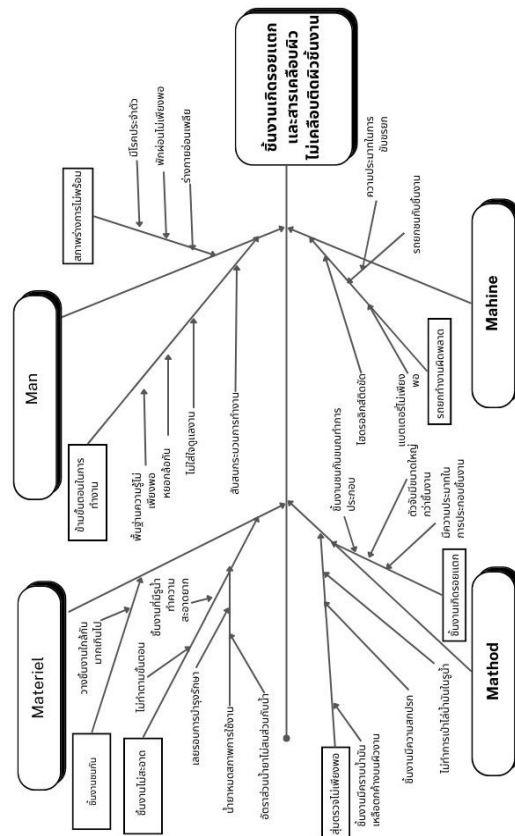 Materiel
Man
ชิ้นงานชนกัน
วางชิ้นงานใกล้กัน
มากเกินไป
ชิ้นงานไม่สะอาด
ไม่ทำตามขั้นตอน
ชิ้นงานที่มีรูน้ำ
ทำความ
สะอาดยาก
เลยรอบการบำรุงรักษา
น้ำยาหมดสภาพการใช้งาน
อัตราส่วนน้ำยาไม่สมส่วนกับน้ำ
ข้ามขั้นตอนในการ
ทำงาน
พื้นฐานความรู้ไม่
เพียงพอ
หยอกล้อกัน
ไม่ใส่ใจดูแลงาน
สับสนกระบวนการทำงาน
สภาพร่างการไม่พร้อม
มีโรคประจำตัว
พักผ่อนไม่เพียงพอ
ร่างกายอ่อนเพลีย
ชิ้นงานเกิดรอยแตก
และสารเคลือบผิว
ไม่เคลือบติดผิวชิ้นงาน
สุ่มตรวจไม่เพียงพอ
ชิ้นงานมีคราบน้ำมัน
เหลือตกค้างบนผิวงาน
ชิ้นงานมีความสกปรก
ไม่ทำการเป่าไล่น้ำมันในรูน้ำ
ชิ้นงานชนกันขณะทำการ
ประกอบ
ตัวจับมีขนาดใหญ่
กว่าชิ้นงาน
มีความประมาทใน
การประกอบชิ้นงาน
ชิ้นงานเกิดรอยแตก
ไฮดรอลิกส์ติดขัด
แบตเตอรี่ไม่เพียง
พอ
รถยกทำงานผิดพลาด
ความประมาทในการ
ขับรถยก
รถยกชนกับชิ้นงาน
Mathod
Mahine